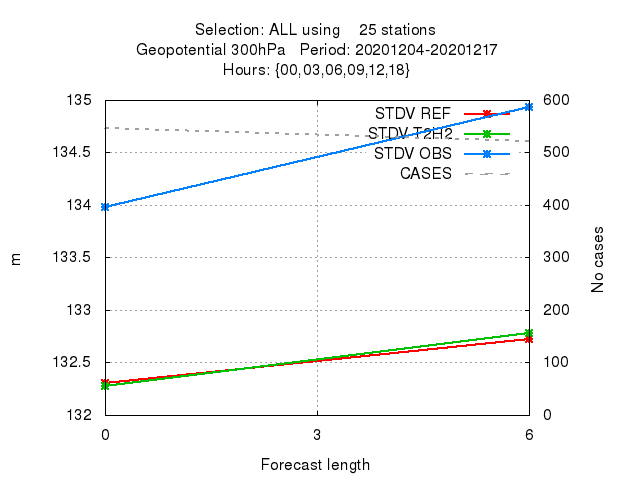 Selection: ALL using 25 stations
Geopotential 300hPa Period: 20201204-20201217
Hours: {00,03,06,09,12,18}
135
134.5
134
133.5
133
132.5
132
m
STDV REF
STDV T2H2
STDV OBS
CASES
600
500
400
300
200
100
0
No cases
0 3 6
Forecast length